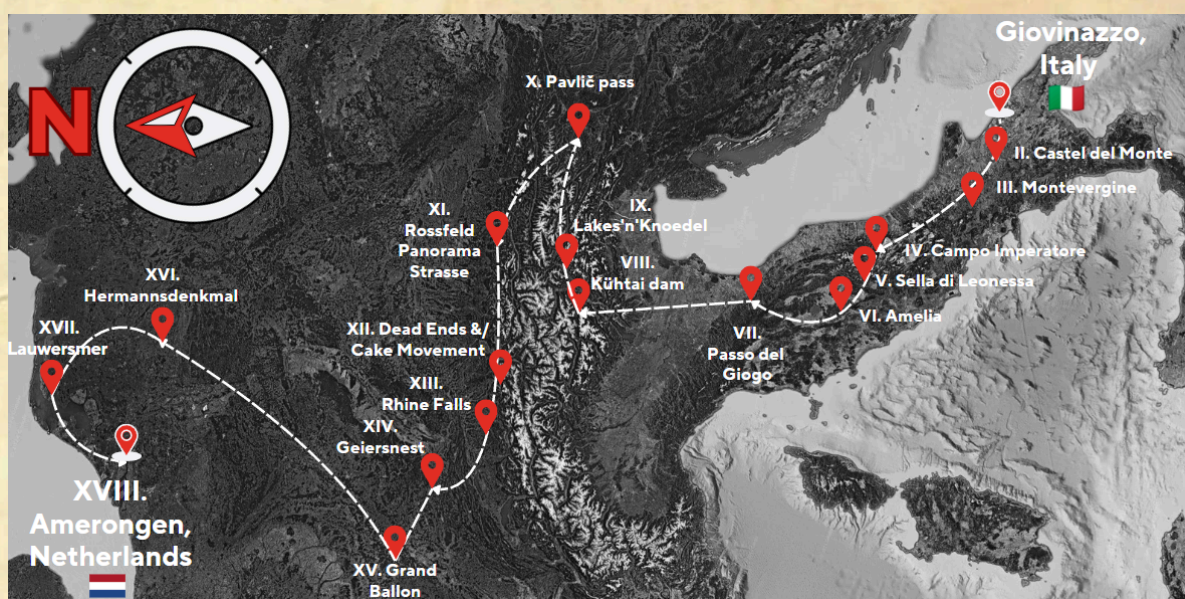 N
Giovinazzo,
Italy
II. Castel del Monte
III. Montevergine
IV. Campo Imperatore
V. Sella di Leonessa
VI. Amelia
VII.
Passo del
Giogo
VIII.
Kühtai dam
IX.
Lakes'n'Knoedel
X. Pavlič pass
XI.
Rossfeld
Panorama
Strasse
XII. Dead Ends &
Cake Movement
XIII.
Rhine Falls
XIV.
Geiersnest
XV. Grand
Ballon
XVI.
Hermannsdenkmal
XVII.
Lauwersmer
XVIII.
Amerongen,
Netherlands